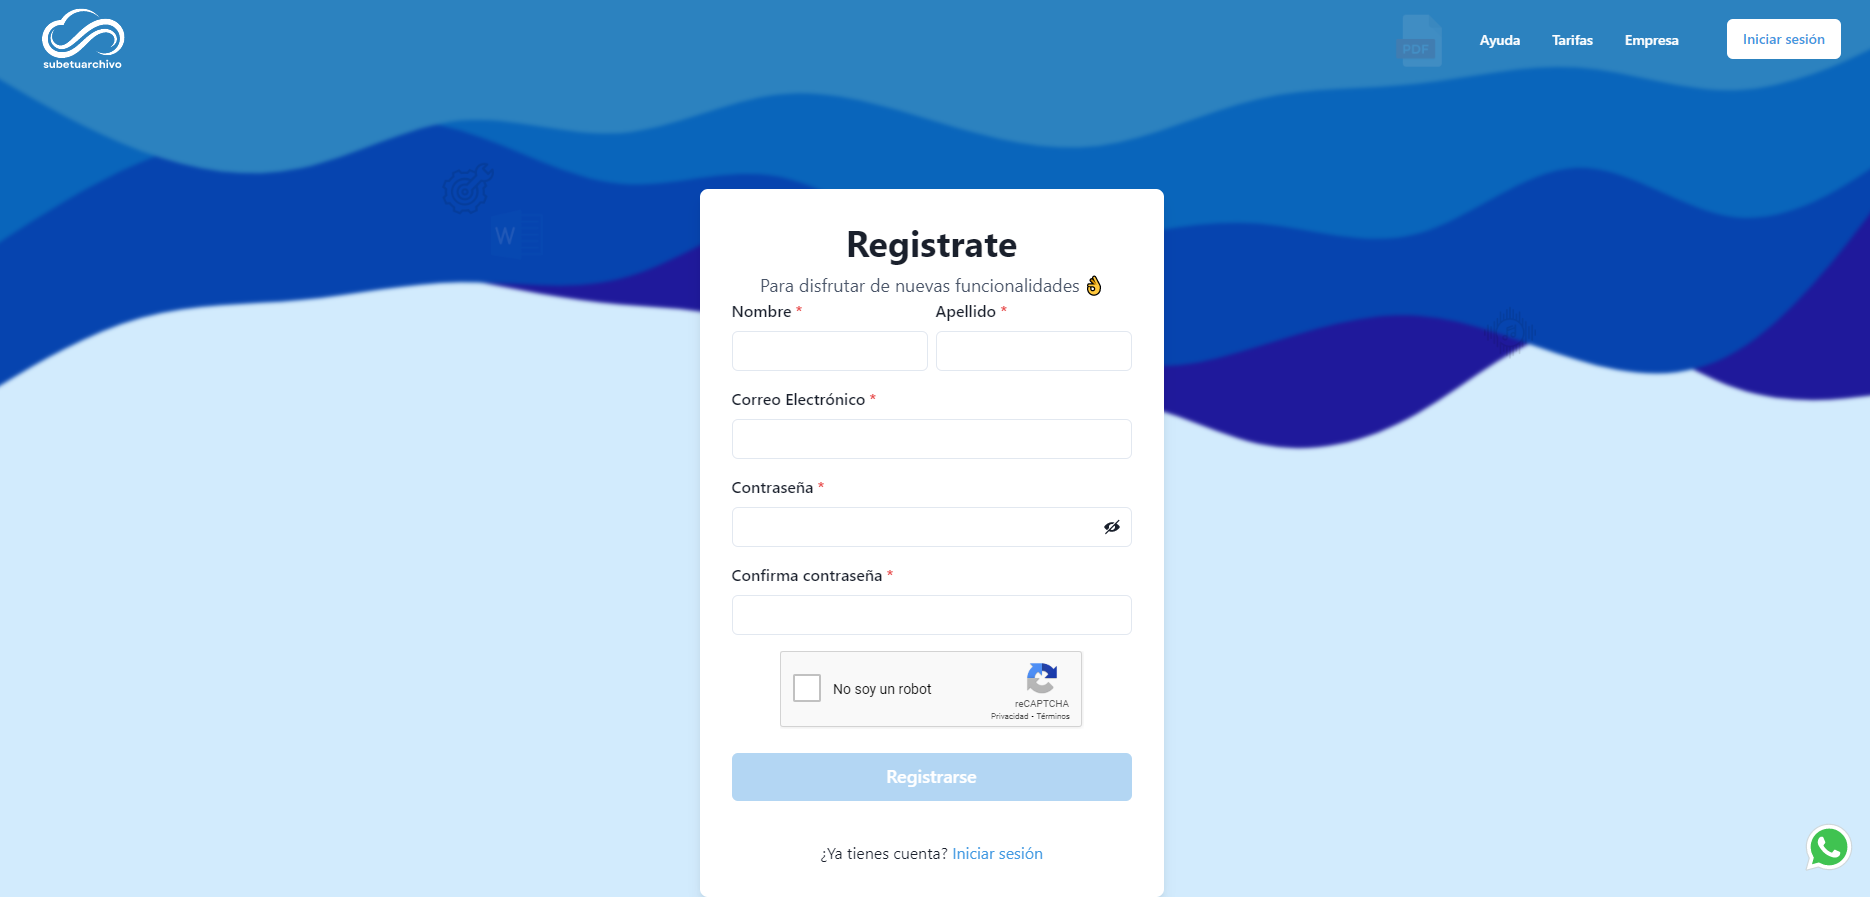 subetuarchivo
PDF
Ayuda
Tarifas
Empresa
Iniciar sesión
W
Registrate
Para disfrutar de nuevas funcionalidades 👌
Nombre *
Apellido *
Correo Electrónico *
Contraseña *
Confirma contraseña *
No soy un robot
reCAPTCHA
Privacidad - Términos
Registrarse
¿Ya tienes cuenta? Iniciar sesión